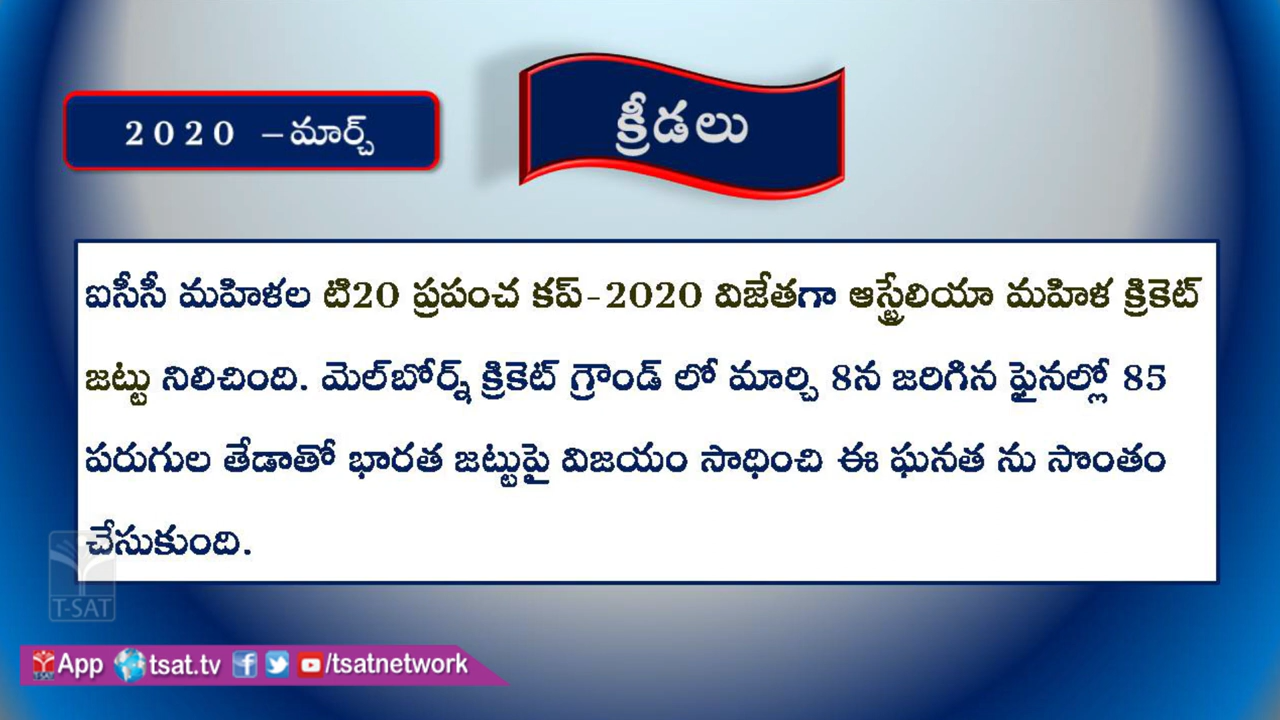 2020 – మార్చ్
క్రీడలు
ఐసీసీ మహిళల టి20 ప్రపంచ కప్-2020 విజేతగా ఆస్ట్రేలియా మహిళ క్రికెట్
జట్టు నిలిచింది. మెల్‌బోర్న్ క్రికెట్ గ్రౌండ్ లో మార్చి 8న జరిగిన ఫైనల్లో 85
పరుగుల తేడాతో భారత జట్టుపై విజయం సాధించి ఈ ఘనత ను సొంతం
చేసుకుంది.
T-SAT
T-SAT App tsat.tv /tsatnetwork